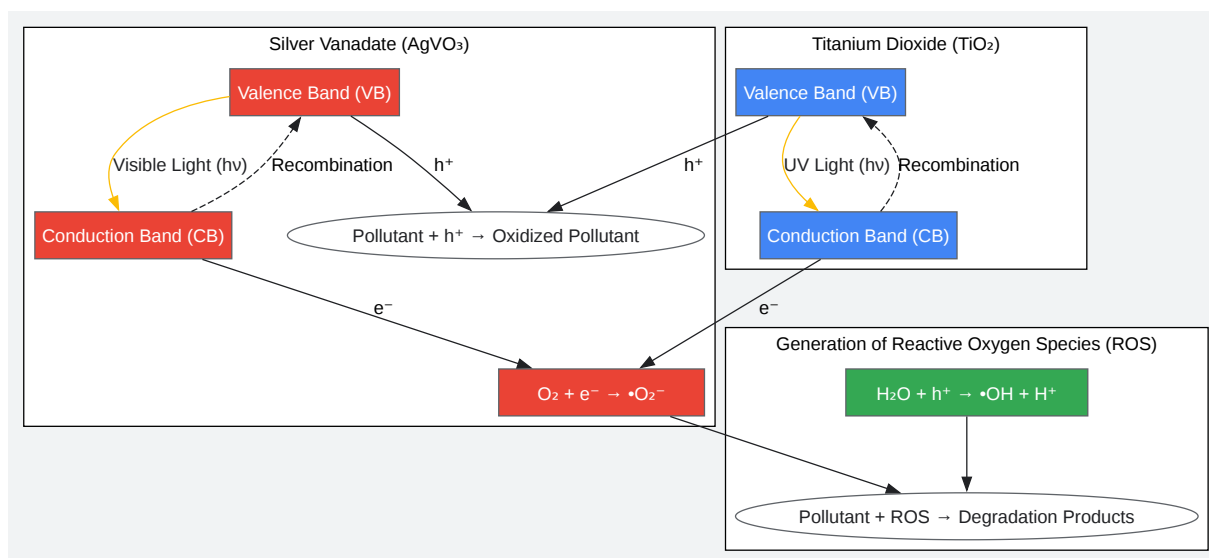 Silver Vanadate (AgVO₃)
Titanium Dioxide (TiO₂)
Valence Band (VB)
Valence Band (VB)
Visible Light (hν)
Recombination
h⁺
h⁺
UV Light (hν)
Recombination
Conduction Band (CB)
Pollutant + h⁺ → Oxidized Pollutant
Conduction Band (CB)
e⁻
e⁻
Generation of Reactive Oxygen Species (ROS)
O₂ + e⁻ → •O₂⁻
H₂O + h⁺ → •OH + H⁺
Pollutant + ROS → Degradation Products